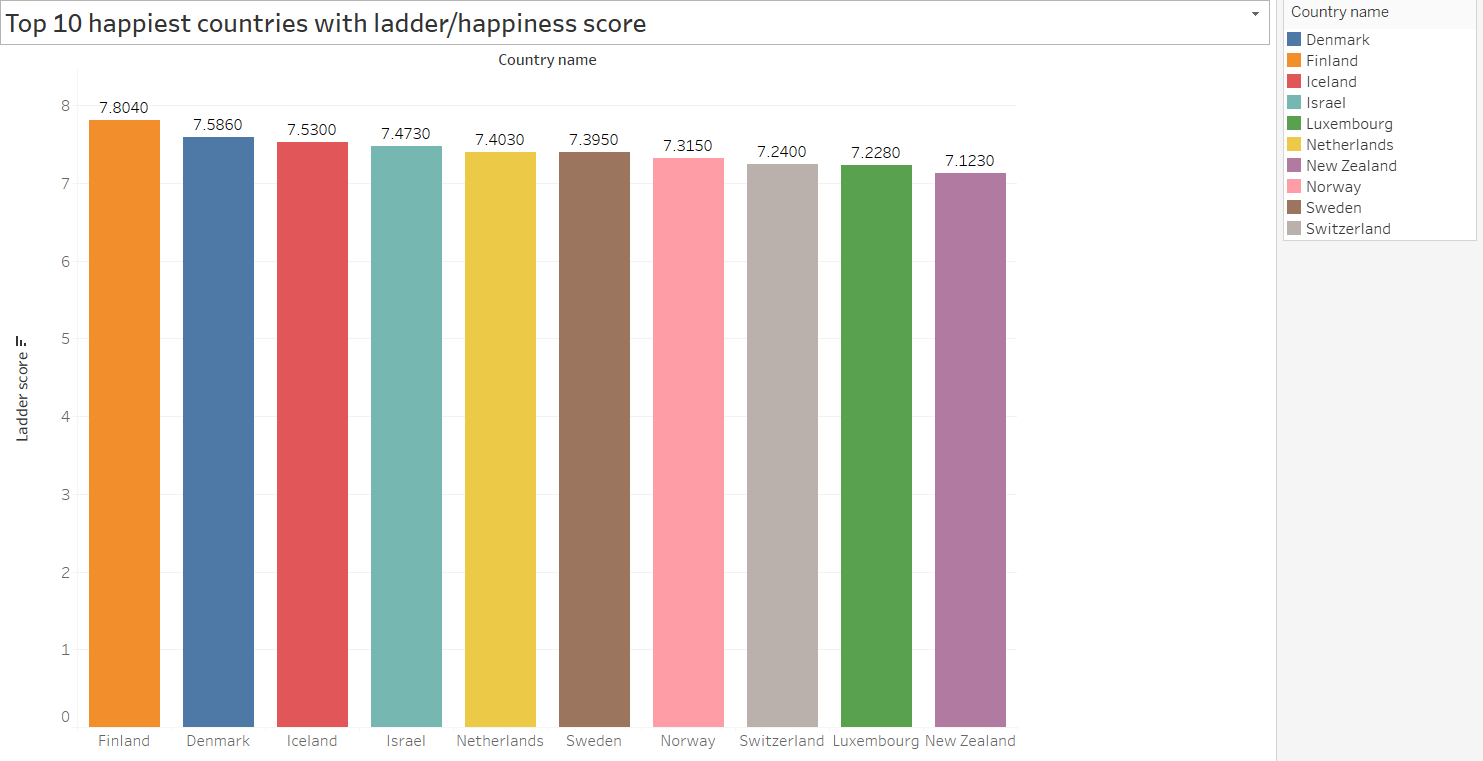 Top 10 happiest countries with ladder/happiness score
Country name
8
7
6
5
4
3
2
1
0
Ladder score
7.8040
7.5860
7.5300
7.4730
7.4030
7.3950
7.3150
7.2400
7.2280
7.1230
Finland
Denmark
Iceland
Israel
Netherlands
Sweden
Norway
Switzerland
Luxembourg
New Zealand
Country name
Denmark
Finland
Iceland
Israel
Luxembourg
Netherlands
New Zealand
Norway
Sweden
Switzerland